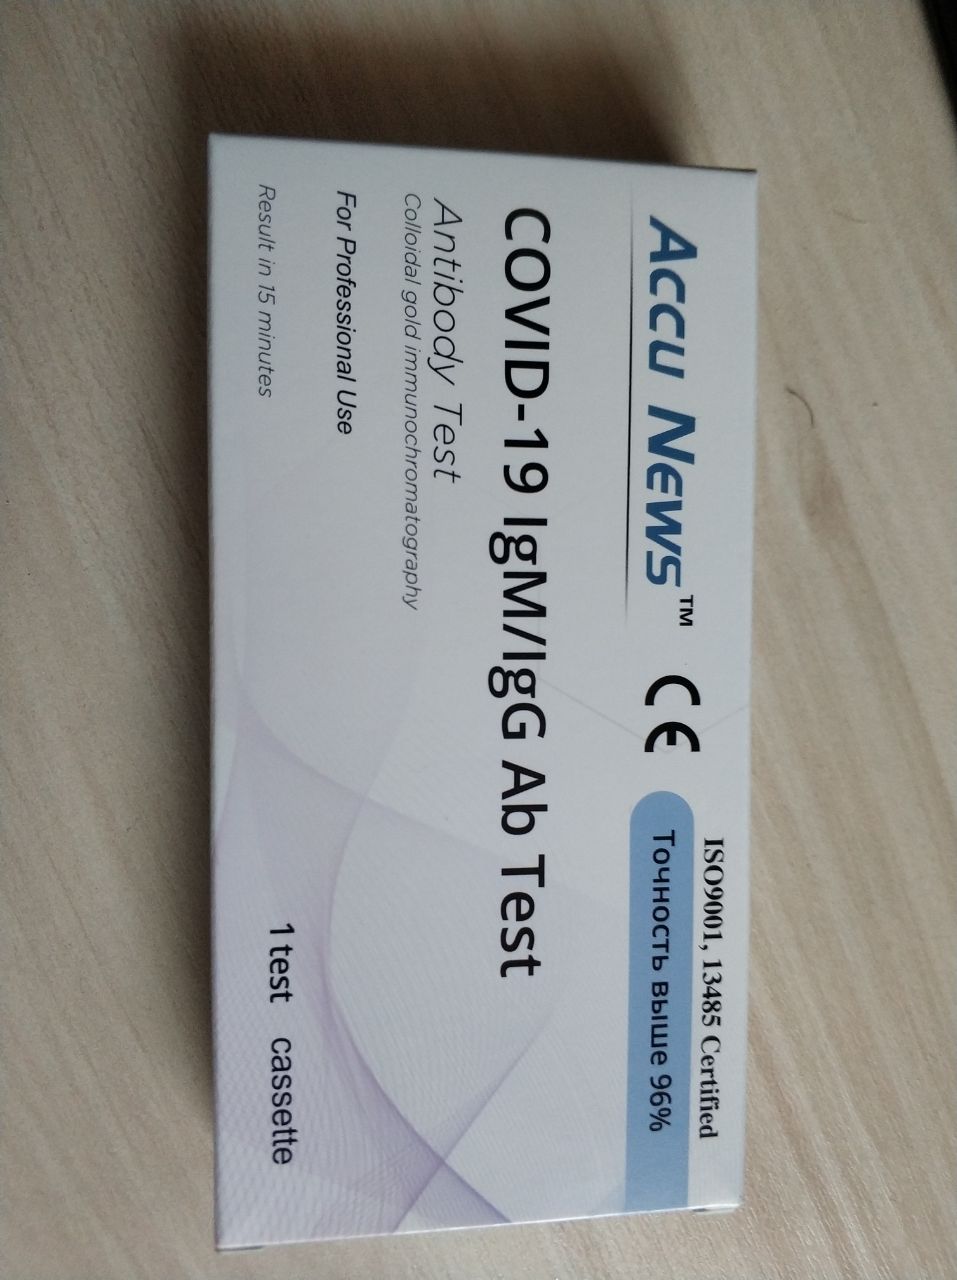 ISO9001, 13485 Certified
Accu News™ CE
Точность выше 96%
COVID-19 IgM/IgG Ab Test
Antibody Test
Colloidal gold immunochromatography
For Professional Use
Result in 15 minutes
1 test cassette